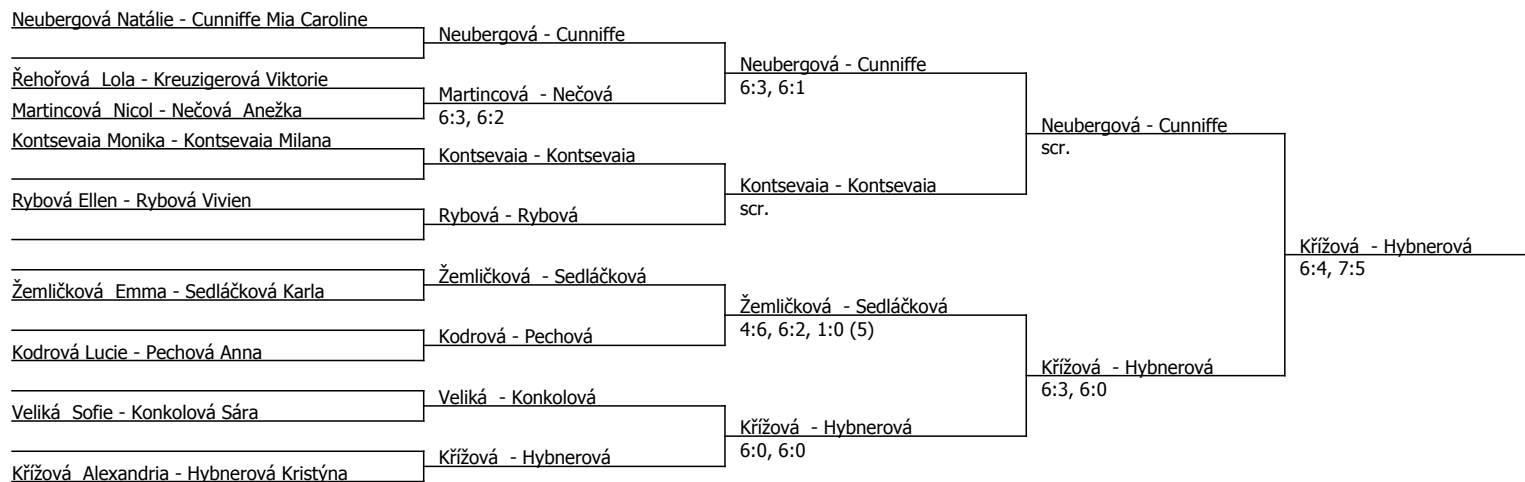 Neubergová Natálie - Cunniffe Mia Caroline
Řehořová  Lola - Kreuzigerová Viktorie
Martincová  Nicol - Nečová  Anežka
Kontsevaia Monika - Kontsevaia Milana
Rybová Ellen - Rybová Vivien
Žemličková  Emma - Sedláčková Karla
Kodrová Lucie - Pechová Anna
Veliká  Sofie - Konkolová Sára
Křížová  Alexandria - Hybnerová Kristýna
Neubergová - Cunniffe
Martincová  - Nečová
6:3, 6:2
Kontsevaia - Kontsevaia
Rybová - Rybová
Žemličková  - Sedláčková
Kodrová - Pechová
Veliká  - Konkolová
Křížová  - Hybnerová
Neubergová - Cunniffe
6:3, 6:1
Kontsevaia - Kontsevaia
scr.
Žemličková  - Sedláčková
4:6, 6:2, 1:0 (5)
Křížová  - Hybnerová
6:0, 6:0
Neubergová - Cunniffe
scr.
Křížová  - Hybnerová
6:3, 6:0
Křížová  - Hybnerová
6:4, 7:5